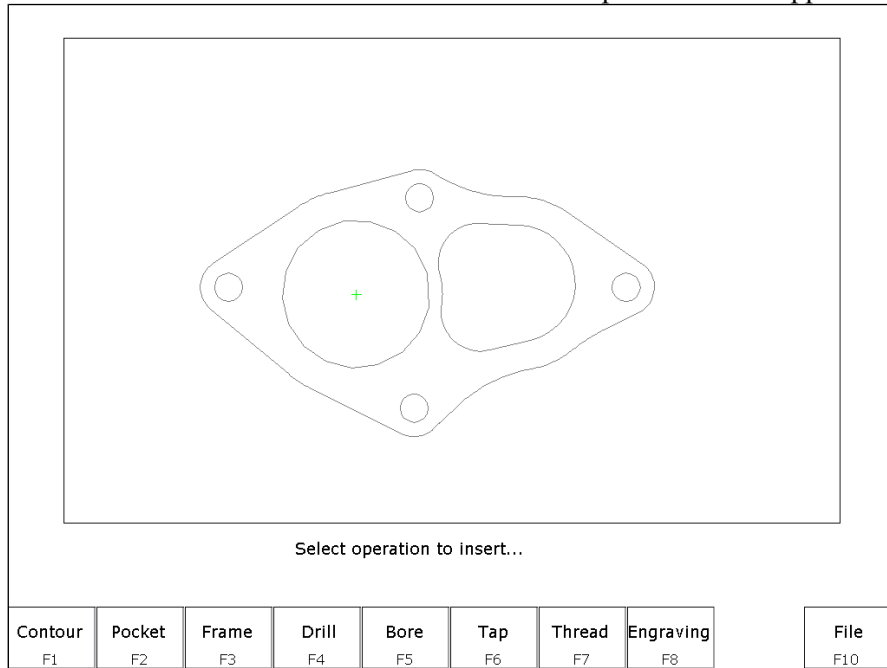 Select operation to insert...
Contour Pocket Frame Drill Bore Tap Thread Engraving File
F1 F2 F3 F4 F5 F6 F7 F8 F10